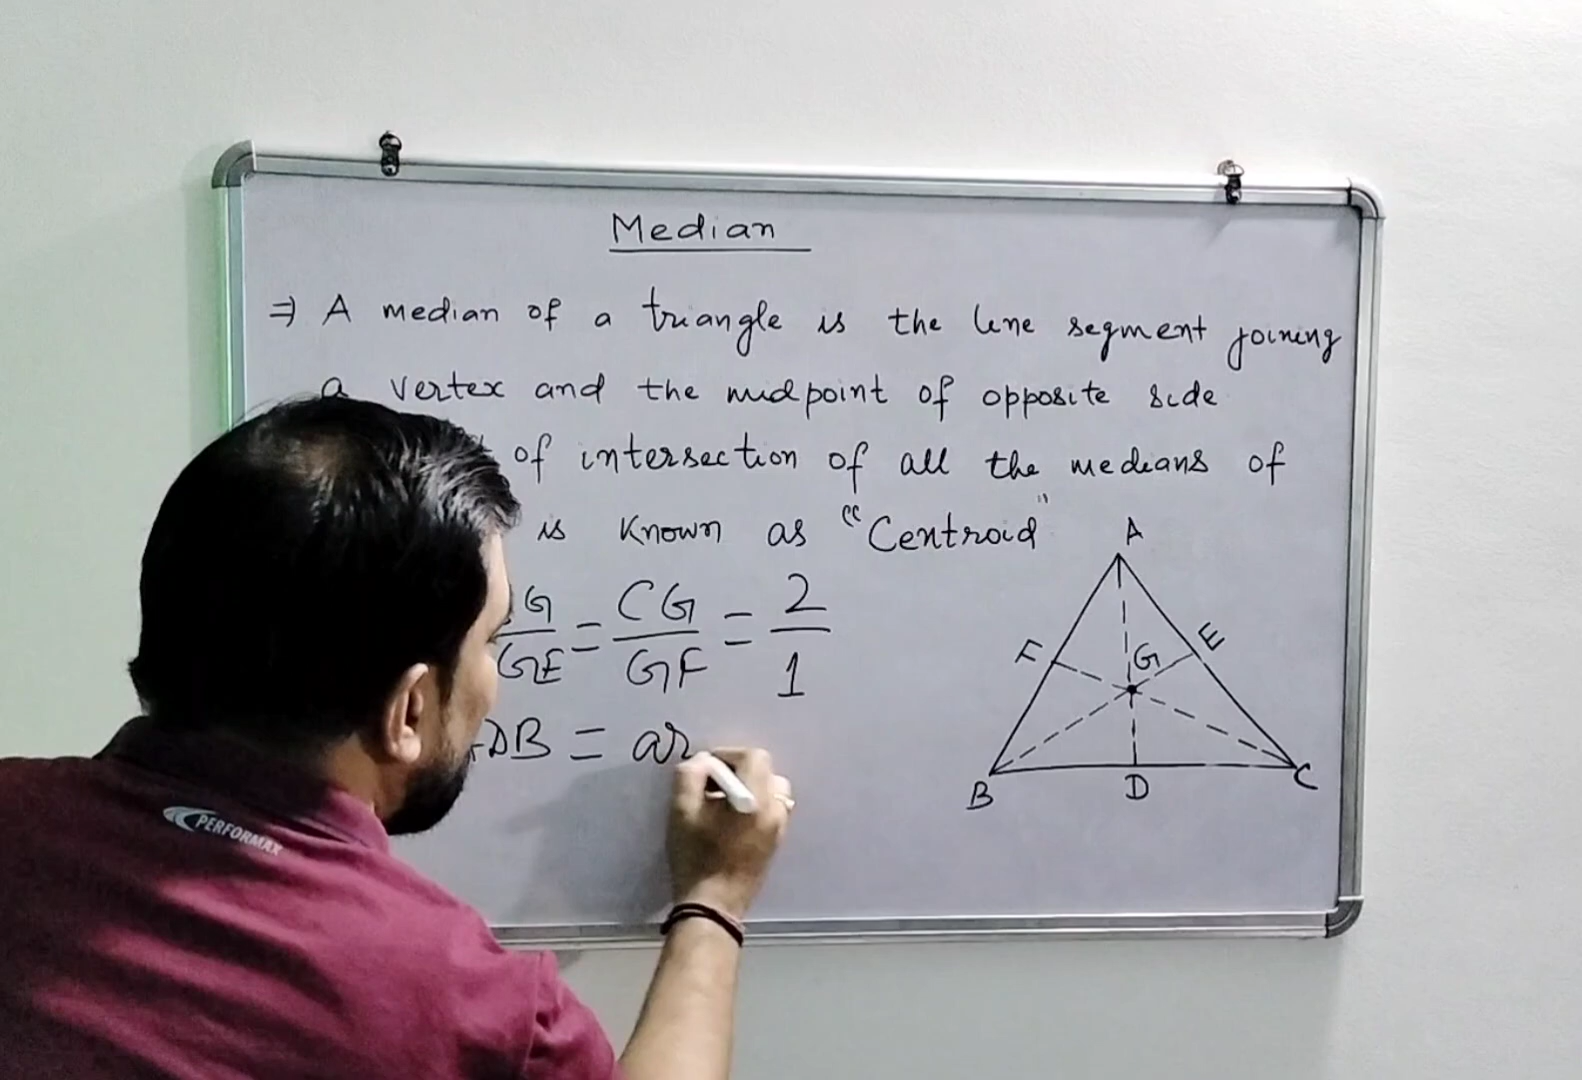 Median
⇒ A median of a triangle is the line segment joining
a vertex and the midpoint of opposite side
of intersection of all the medians of
is known as "Centroid"
G/GE = CG/GF = 2/1
DB = ar
A
F
E
G
B
D
C
PERFORMAX